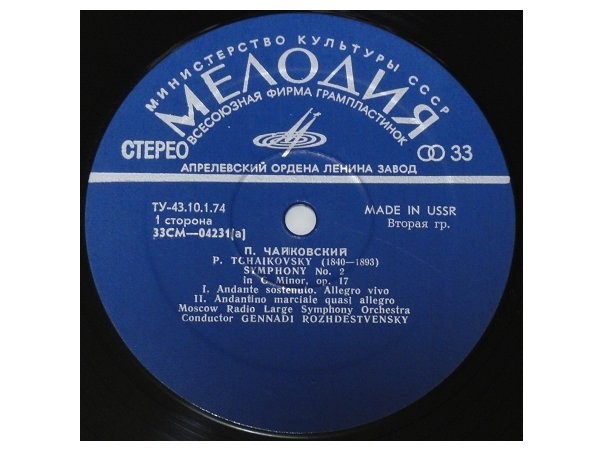 МИНИСТЕРСТВО КУЛЬТУРЫ СССР
МЕЛОДИЯ
ВСЕСОЮЗНАЯ ФИРМА ГРАМПЛАСТИНОК
СТЕРЕО
33
АПРЕЛЕВСКИЙ ОРДЕНА ЛЕНИНА ЗАВОД
ТУ-43.10.1.74
MADE IN USSR
1 сторона
Вторая гр.
33СМ—04231[а]
П. ЧАЙКОВСКИЙ
P. TCHAIKOVSKY (1840—1893)
SYMPHONY No. 2
in C Minor, op. 17
I. Andante sostenuto. Allegro vivo
II. Andantino marciale quasi allegro
Moscow Radio Large Symphony Orchestra
Conductor GENNADI ROZHDESTVENSKY